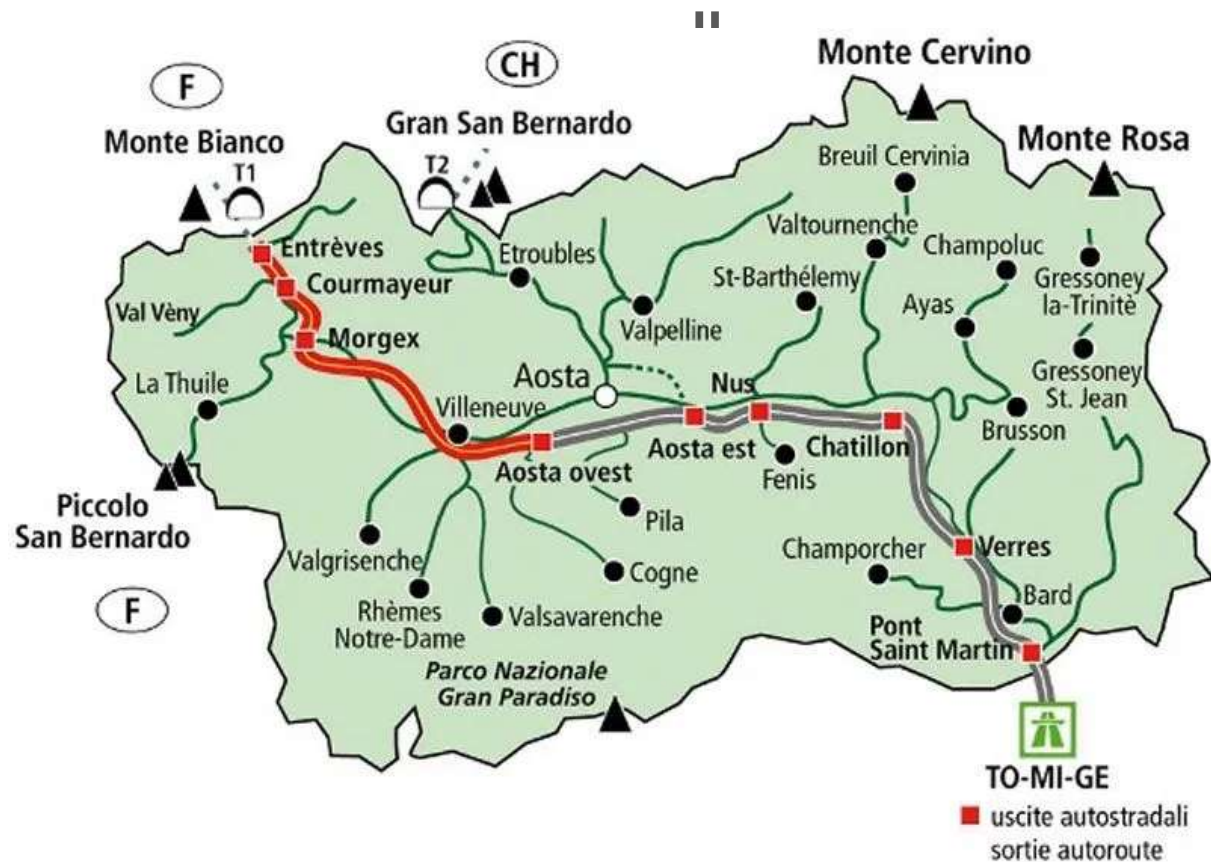 Monte Cervino
CH
F
Gran San Bernardo
Monte Bianco
Monte Rosa
Breuil Cervinia
T1
T2
Valtournenche
Champoluc
Entrèves
Etroubles
St-Barthélemy
Gressoney
la-Trinitè
Courmayeur
Val Vèny
Valpelline
Ayas
Morgex
Aosta
Nus
Gressoney
St. Jean
La Thuile
Villeneuve
Brusson
Aosta ovest
Aosta est
Chatillon
Fenis
Piccolo
San Bernardo
Pila
Valgrisenche
Champorcher
Verres
Cogne
F
Rhèmes
Notre-Dame
Valsavarenche
Bard
Pont
Saint Martin
Parco Nazionale
Gran Paradiso
TO-MI-GE
uscite autostradali
sortie autoroute